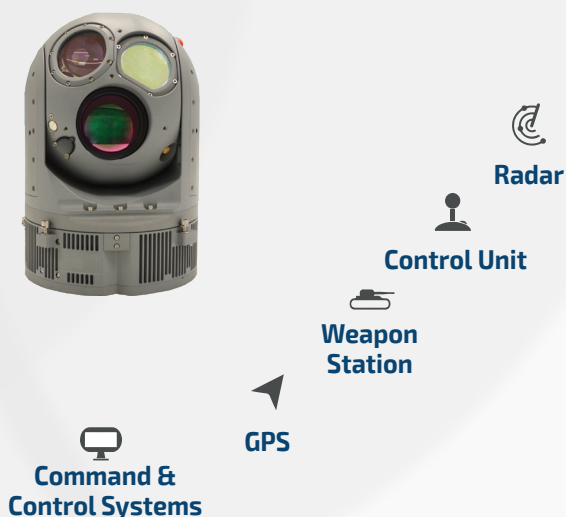 Radar
Control Unit
Weapon
Station
GPS
Command &
Control Systems